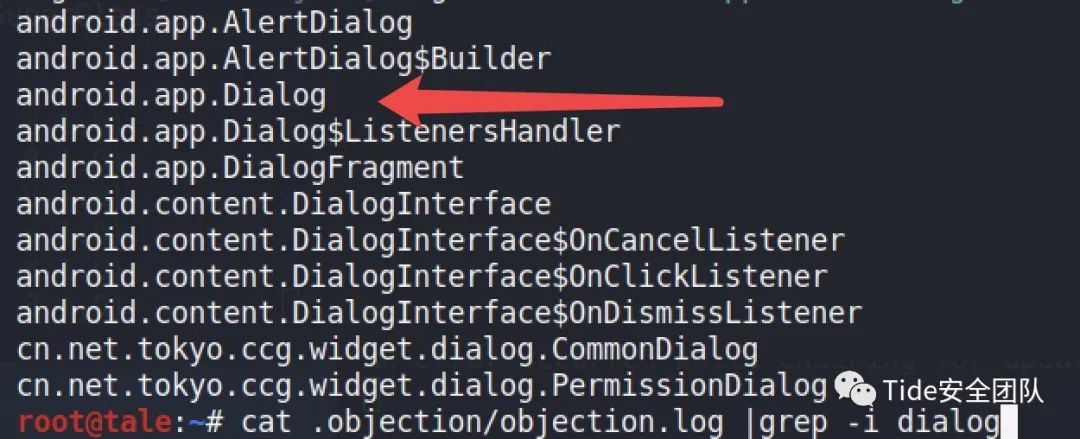 android.app.AlertDialog
android.app.AlertDialog$Builder
android.app.Dialog
android.app.Dialog$ListenersHandler
android.app.DialogFragment
android.content.DialogInterface
android.content.DialogInterface$OnCancelListener
android.content.DialogInterface$OnClickListener
android.content.DialogInterface$OnDismissListener
cn.net.tokyo.ccg.widget.dialog.CommonDialog
cn.net.tokyo.ccg.widget.dialog.PermissionDialog
Tide安全团队
root@tale:~# cat .objection/objection.log |grep -i dialog